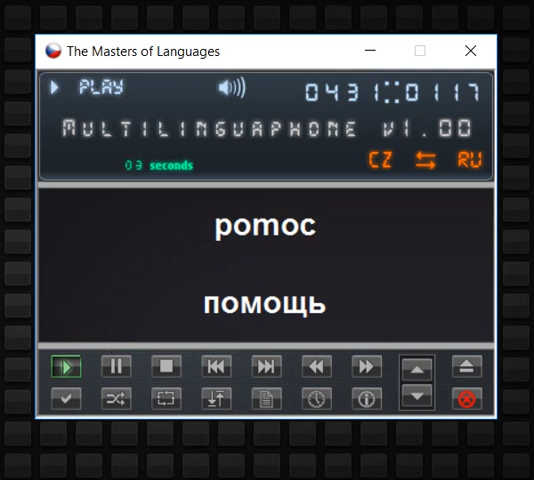 The Masters of Languages
PLAY
0431::0117
MULTILINGUAPHONE v1.00
03 seconds
CZ RU
pomoc
помощь